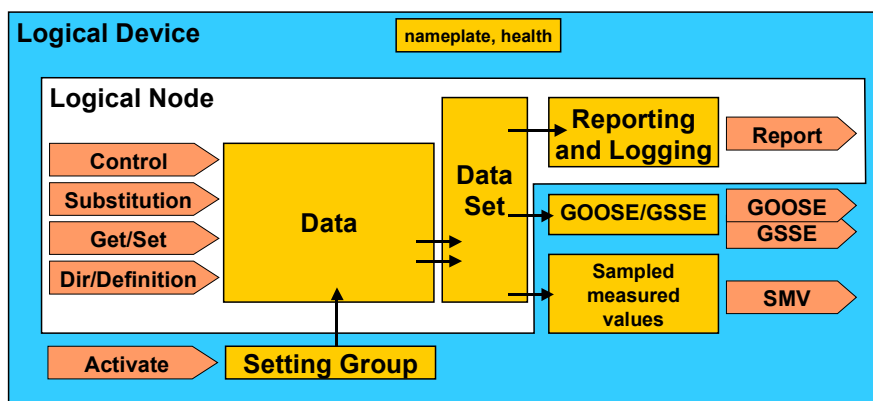 Logical Device
nameplate, health
Logical Node
Control
Substitution
Get/Set
Dir/Definition
Data
Data
Set
Reporting
and Logging
Report
GOOSE/GSSE
GOOSE
GSSE
Sampled
measured
values
SMV
Activate
Setting Group